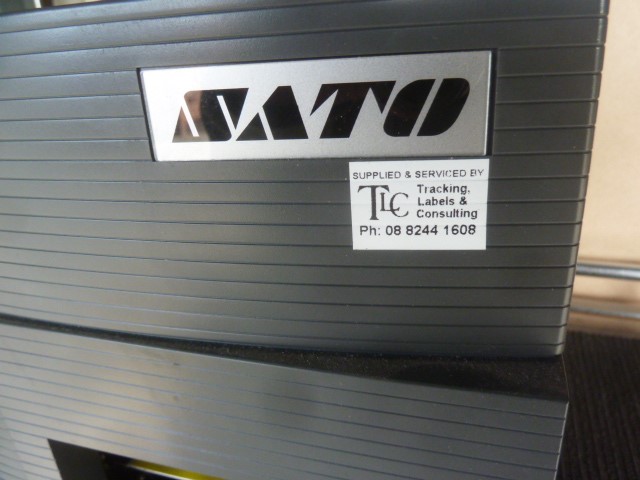 SATO
SUPPLIED & SERVICED BY
TLC
Tracking,
Labels &
Consulting
Ph: 08 8244 1608